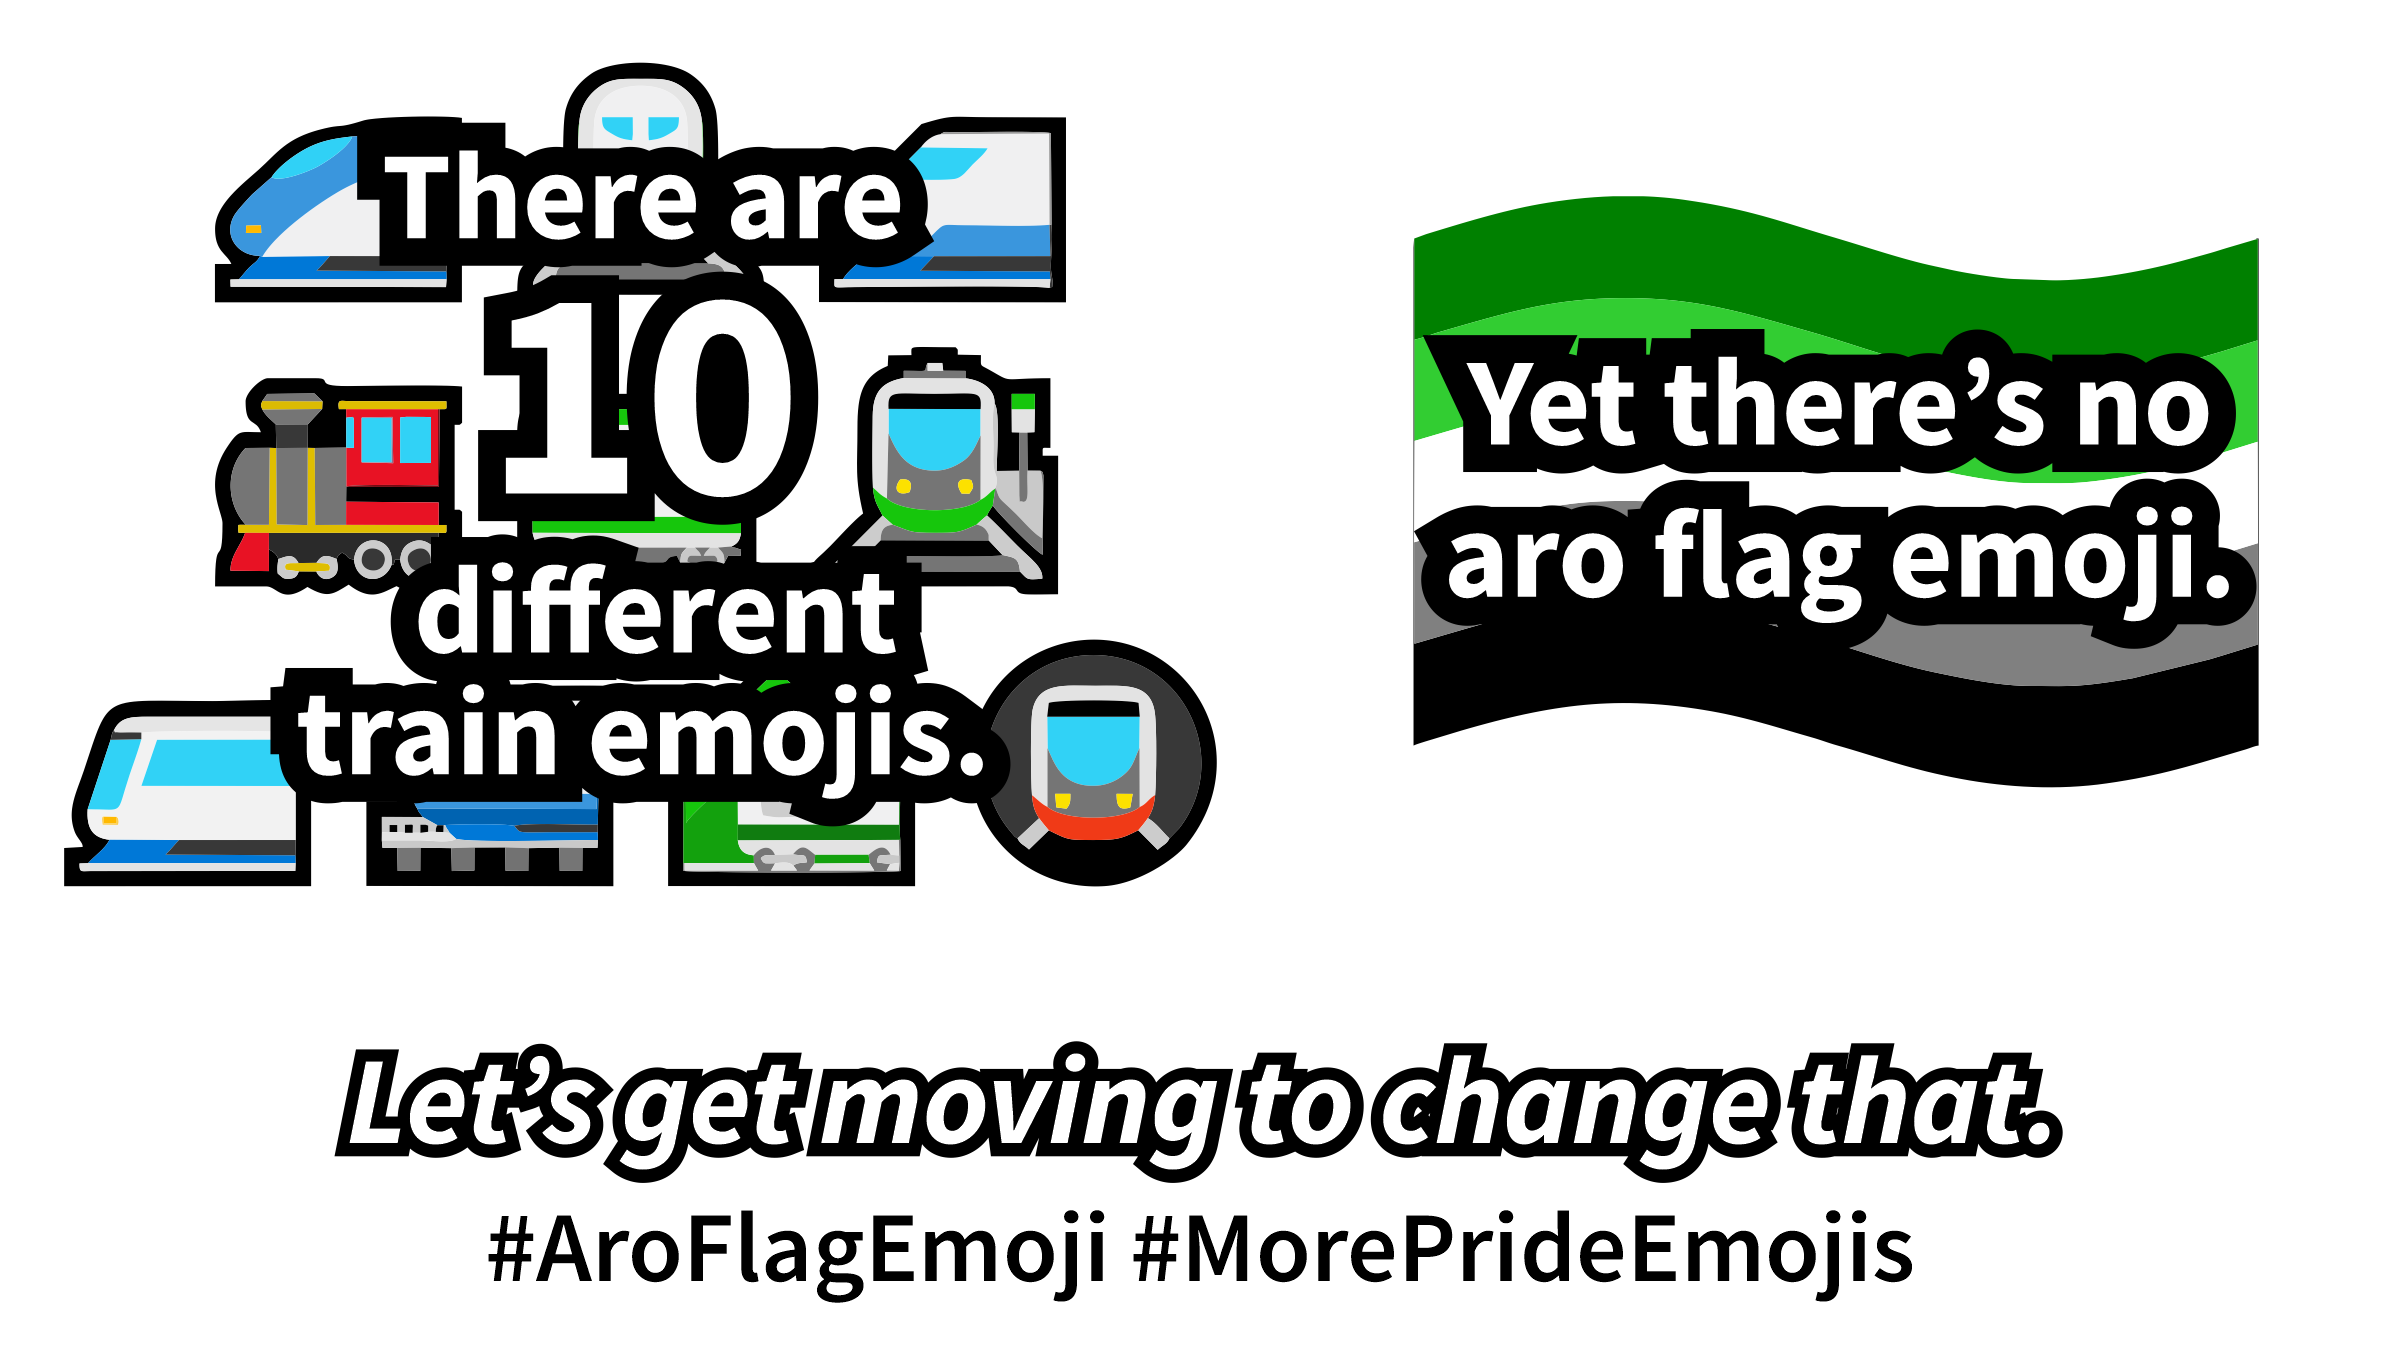 There are
10
different
train emojis.
Yet there’s no
aro flag emoji.
Let’s get moving to change that.
#AroFlagEmoji #MorePrideEmojis